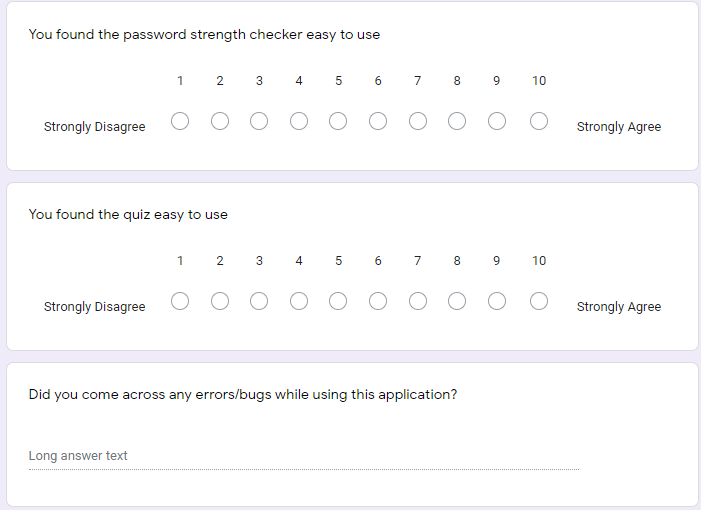 You found the password strength checker easy to use
1 2 3 4 5 6 7 8 9 10
Strongly Disagree Strongly Agree
You found the quiz easy to use
1 2 3 4 5 6 7 8 9 10
Strongly Disagree Strongly Agree
Did you come across any errors/bugs while using this application?
Long answer text